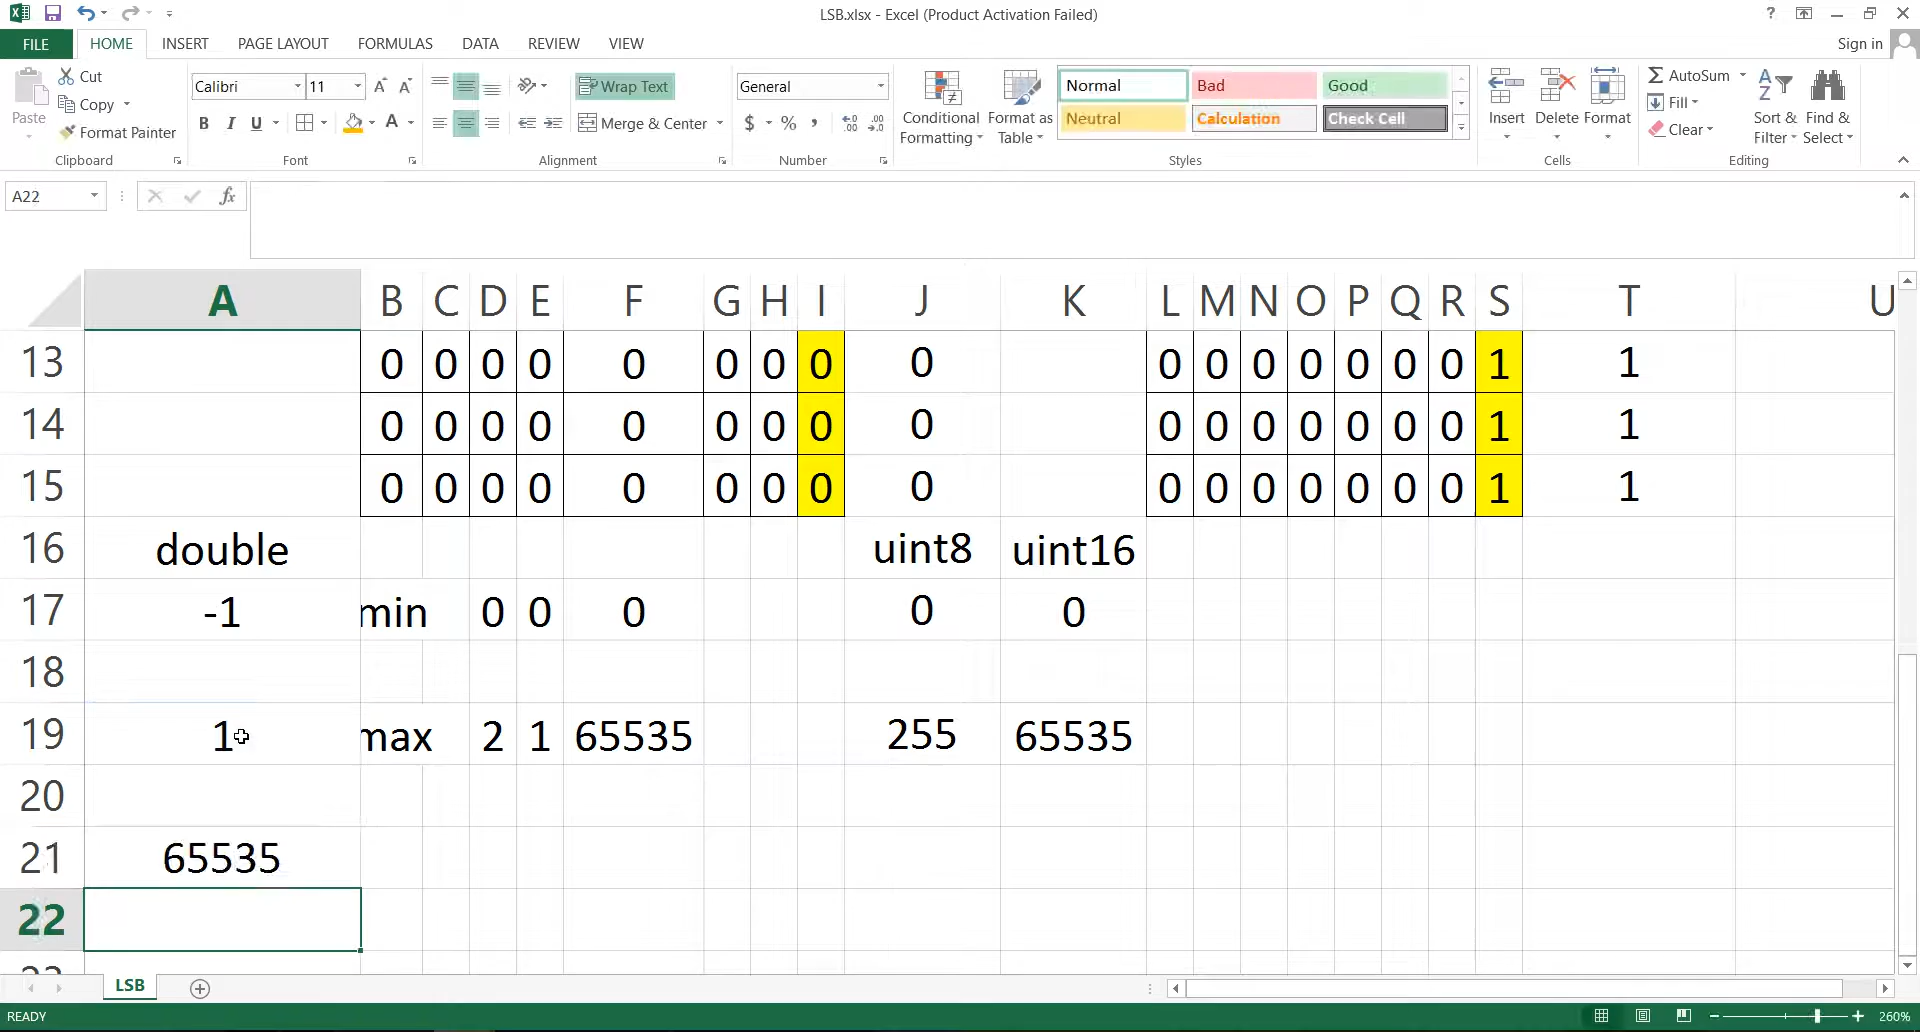 LSB.xlsx - Excel (Product Activation Failed)
?
FILE HOME INSERT PAGE LAYOUT FORMULAS DATA REVIEW VIEW Sign in
Paste
Cut
Copy
Format Painter
Clipboard
Calibri 11 A A
B I U A
Font
Wrap Text
Merge & Center
Alignment
General
$ % , .00
Number
Conditional Formatting
Format as Table
Normal Bad Good
Neutral Calculation Check Cell
Styles
Insert Delete Format
Cells
AutoSum
Fill
Clear
Sort & Filter
Find & Select
Editing
A22 fx
A B C D E F G H I J K L M N O P Q R S T U
13 0 0 0 0 0 0 0 0 0 0 0 0 0 0 0 0 1 1
14 0 0 0 0 0 0 0 0 0 0 0 0 0 0 0 0 1 1
15 0 0 0 0 0 0 0 0 0 0 0 0 0 0 0 0 1 1
16 double uint8 uint16
17 -1 min 0 0 0 0 0
18
19 1 max 2 1 65535 255 65535
20
21 65535
22
LSB
READY 260%